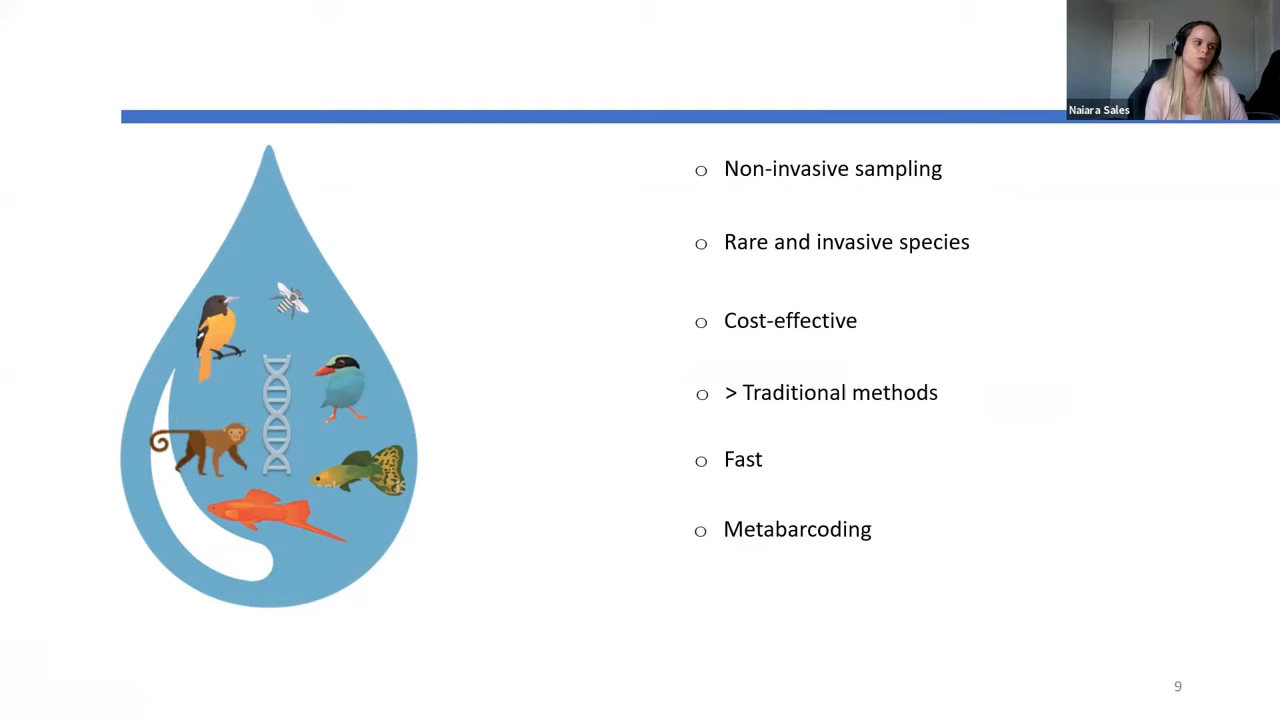 Naiara Sales
o Non-invasive sampling
o Rare and invasive species
o Cost-effective
o > Traditional methods
o Fast
o Metabarcoding
9